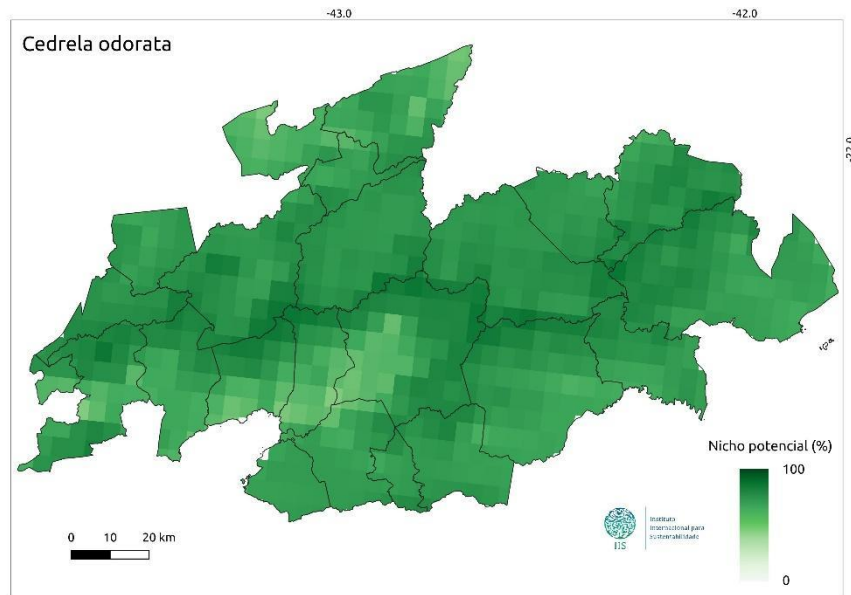 -43.0
-42.0
Cedrela odorata
-22.0
Nicho potencial (%)
100
0
0 10 20 km
Instituto
Internacional para
Sustentabilidade
IIS